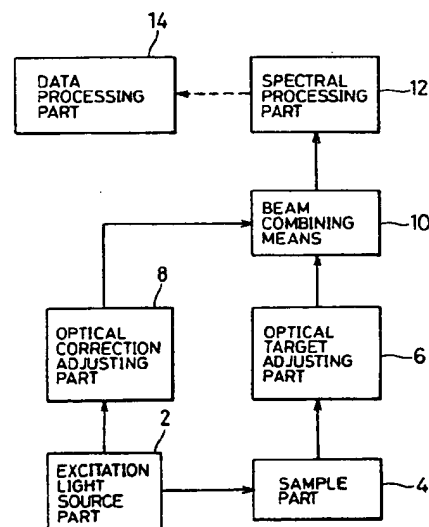 14
DATA
PROCESSING
PART
SPECTRAL
PROCESSING
PART
12
BEAM
COMBINING
MEANS
10
8
OPTICAL
CORRECTION
ADJUSTING
PART
OPTICAL
TARGET
ADJUSTING
PART
6
2
EXCITATION
LIGHT
SOURCE
PART
SAMPLE
PART
4